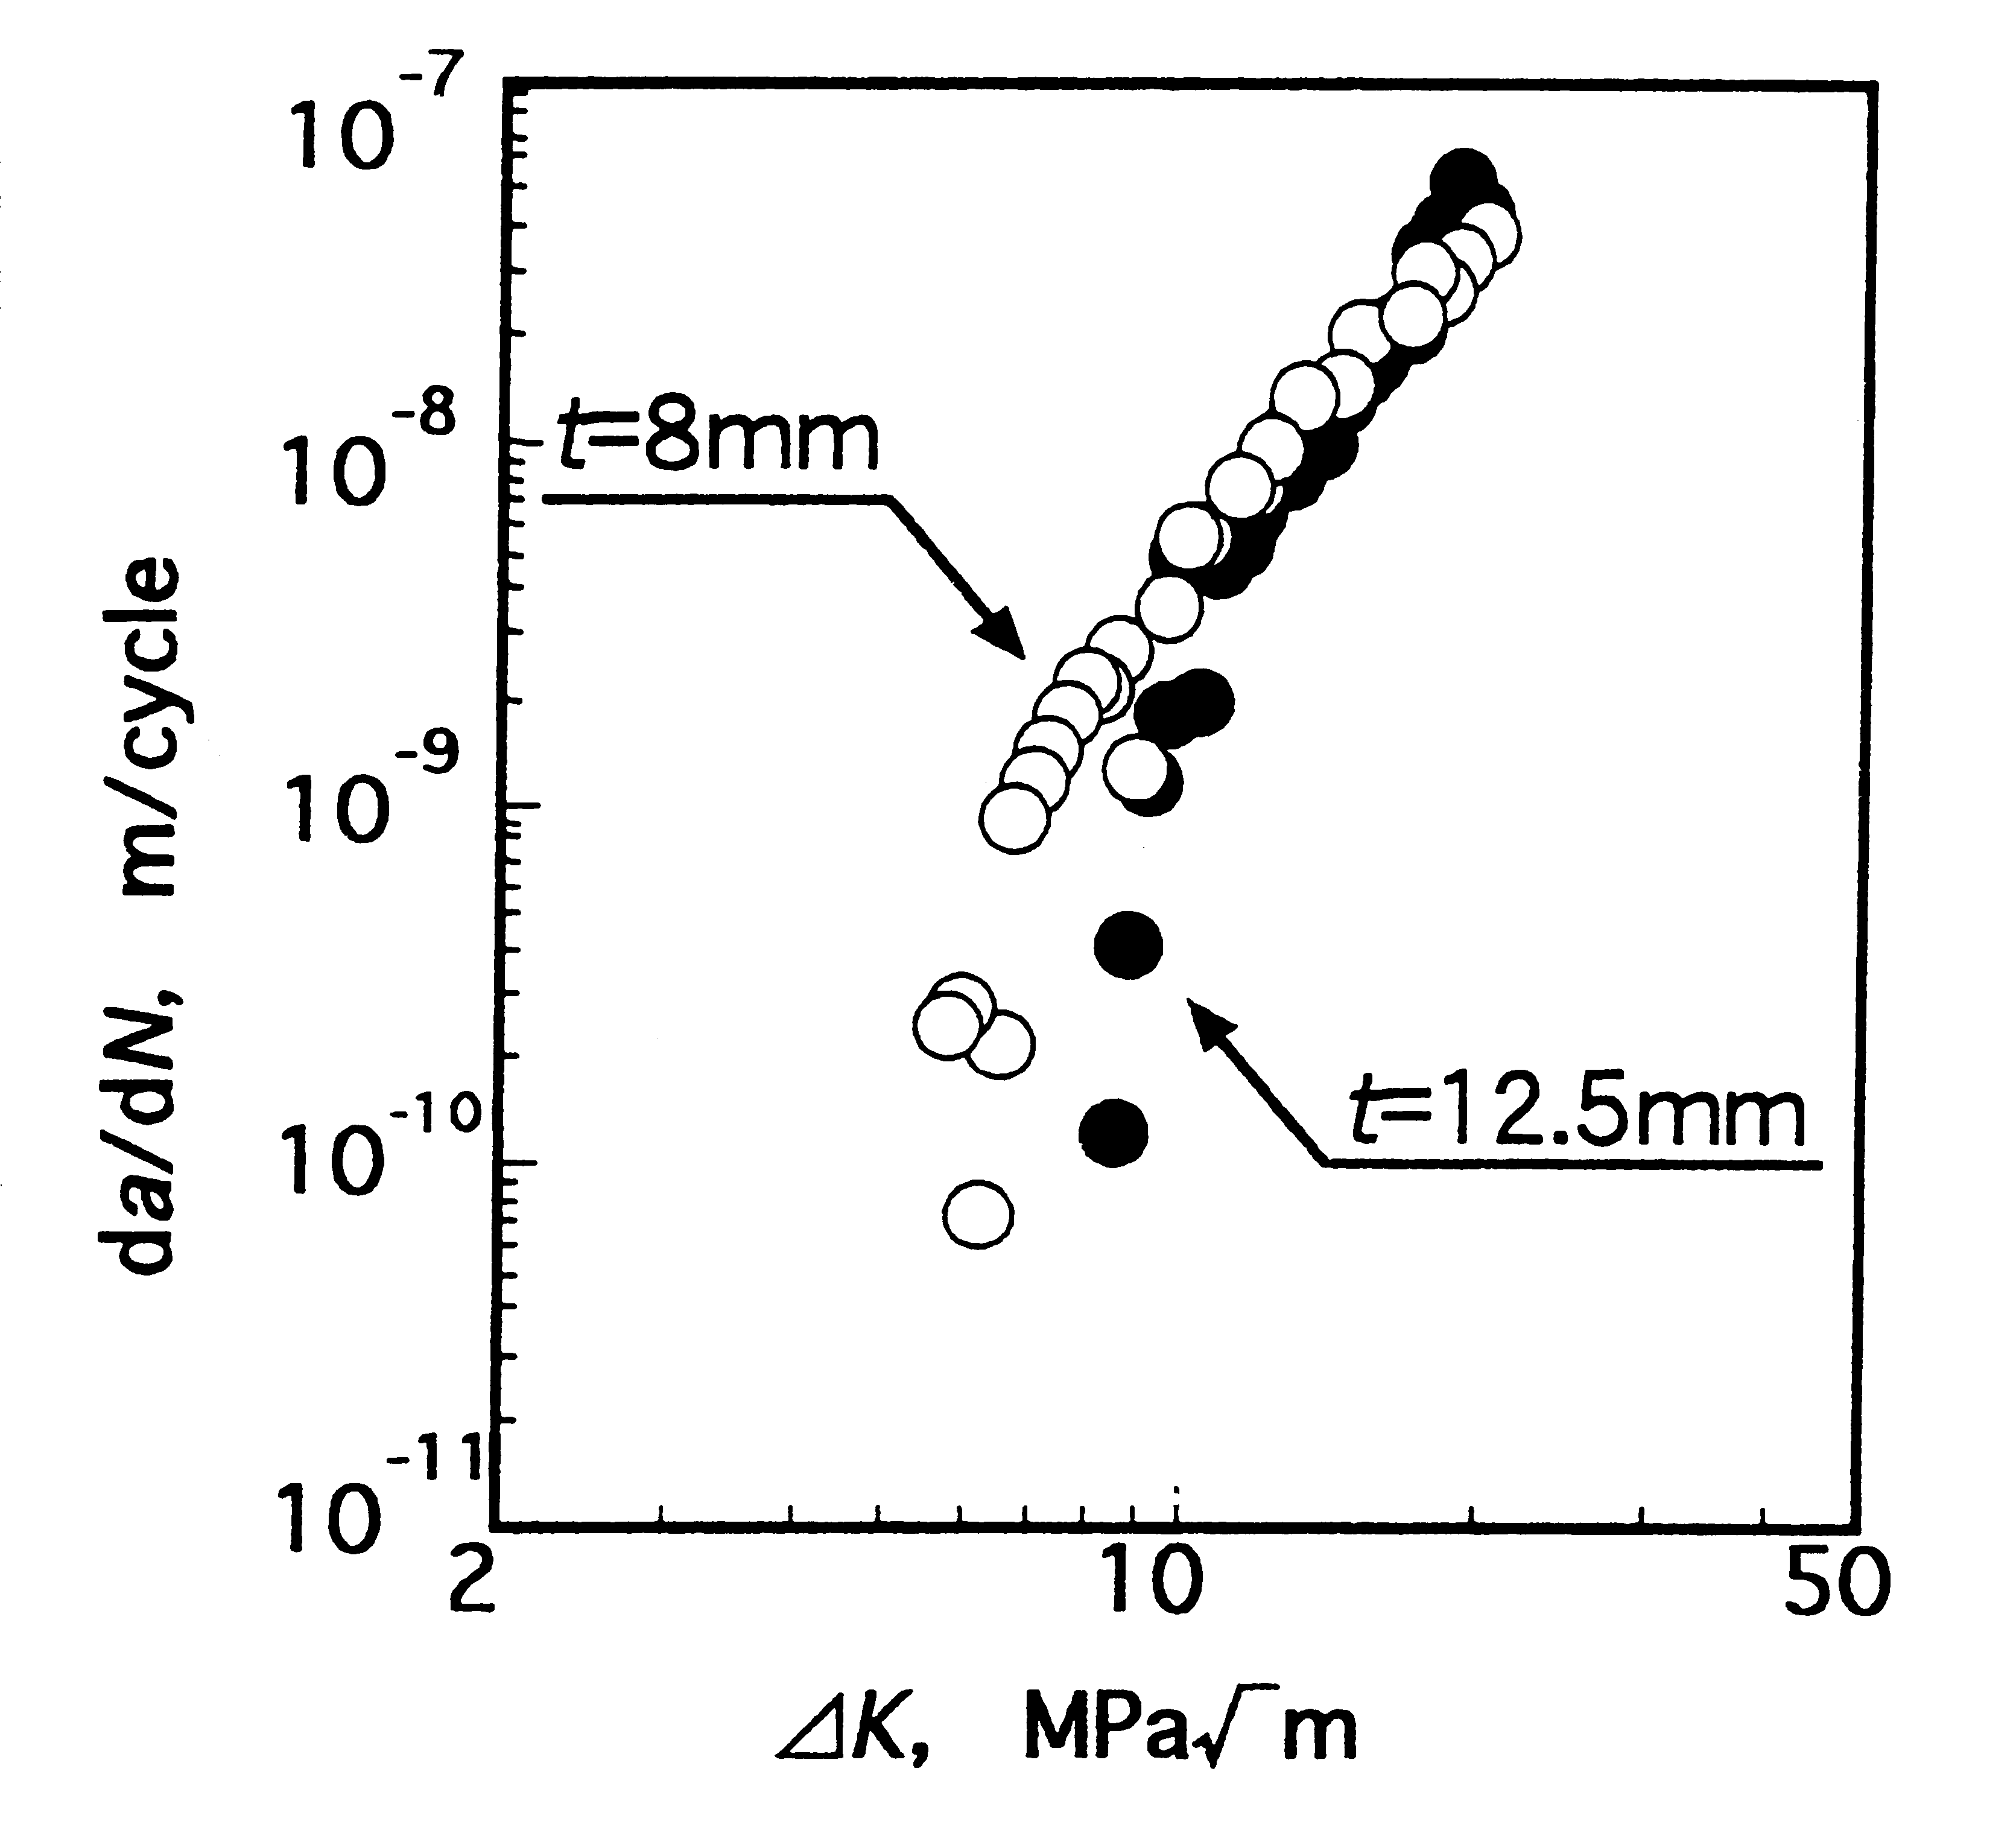 10^-7
10^-8
t=8mm
10^-9
da/dN, m/cycle
10^-10
t=12.5mm
10^-11
2 10 50
ΔK, MPa√m